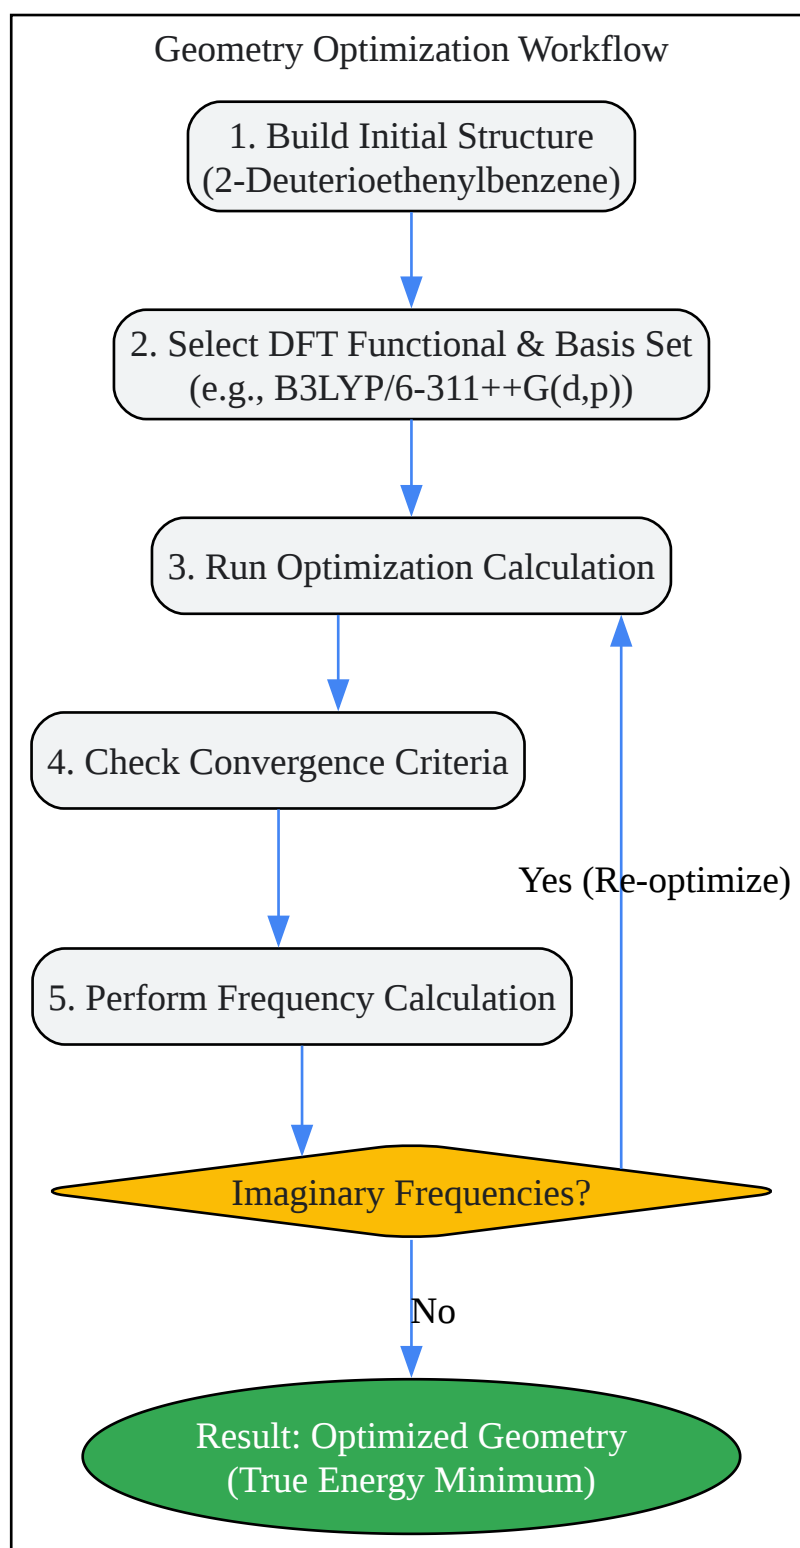 Geometry Optimization Workflow
1. Build Initial Structure
(2-Deuterioethenylbenzene)
2. Select DFT Functional & Basis Set
(e.g., B3LYP/6-311++G(d,p))
3. Run Optimization Calculation
4. Check Convergence Criteria
Yes (Re-optimize)
5. Perform Frequency Calculation
Imaginary Frequencies?
No
Result: Optimized Geometry
(True Energy Minimum)